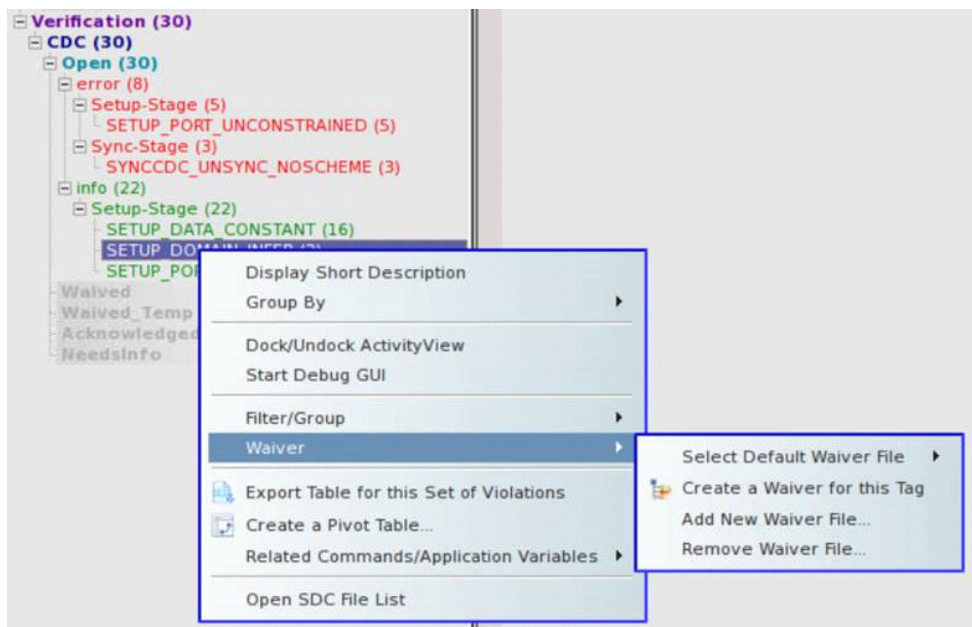 Verification (30)
CDC (30)
Open (30)
error (8)
Setup-Stage (5)
SETUP_PORT_UNCONSTRAINED (5)
Sync-Stage (3)
SYNCCDC_UNSYNC_NOSCHEME (3)
info (22)
Setup-Stage (22)
SETUP_DATA_CONSTANT (16)
Waived
Waived_Temp
Acknowledged
NeedsInfo
Display Short Description
Group By
Dock/Undock ActivityView
Start Debug GUI
Filter/Group
Waiver
Export Table for this Set of Violations
Create a Pivot Table...
Related Commands/Application Variables
Open SDC File List
Select Default Waiver File
Create a Waiver for this Tag
Add New Waiver File...
Remove Waiver File...